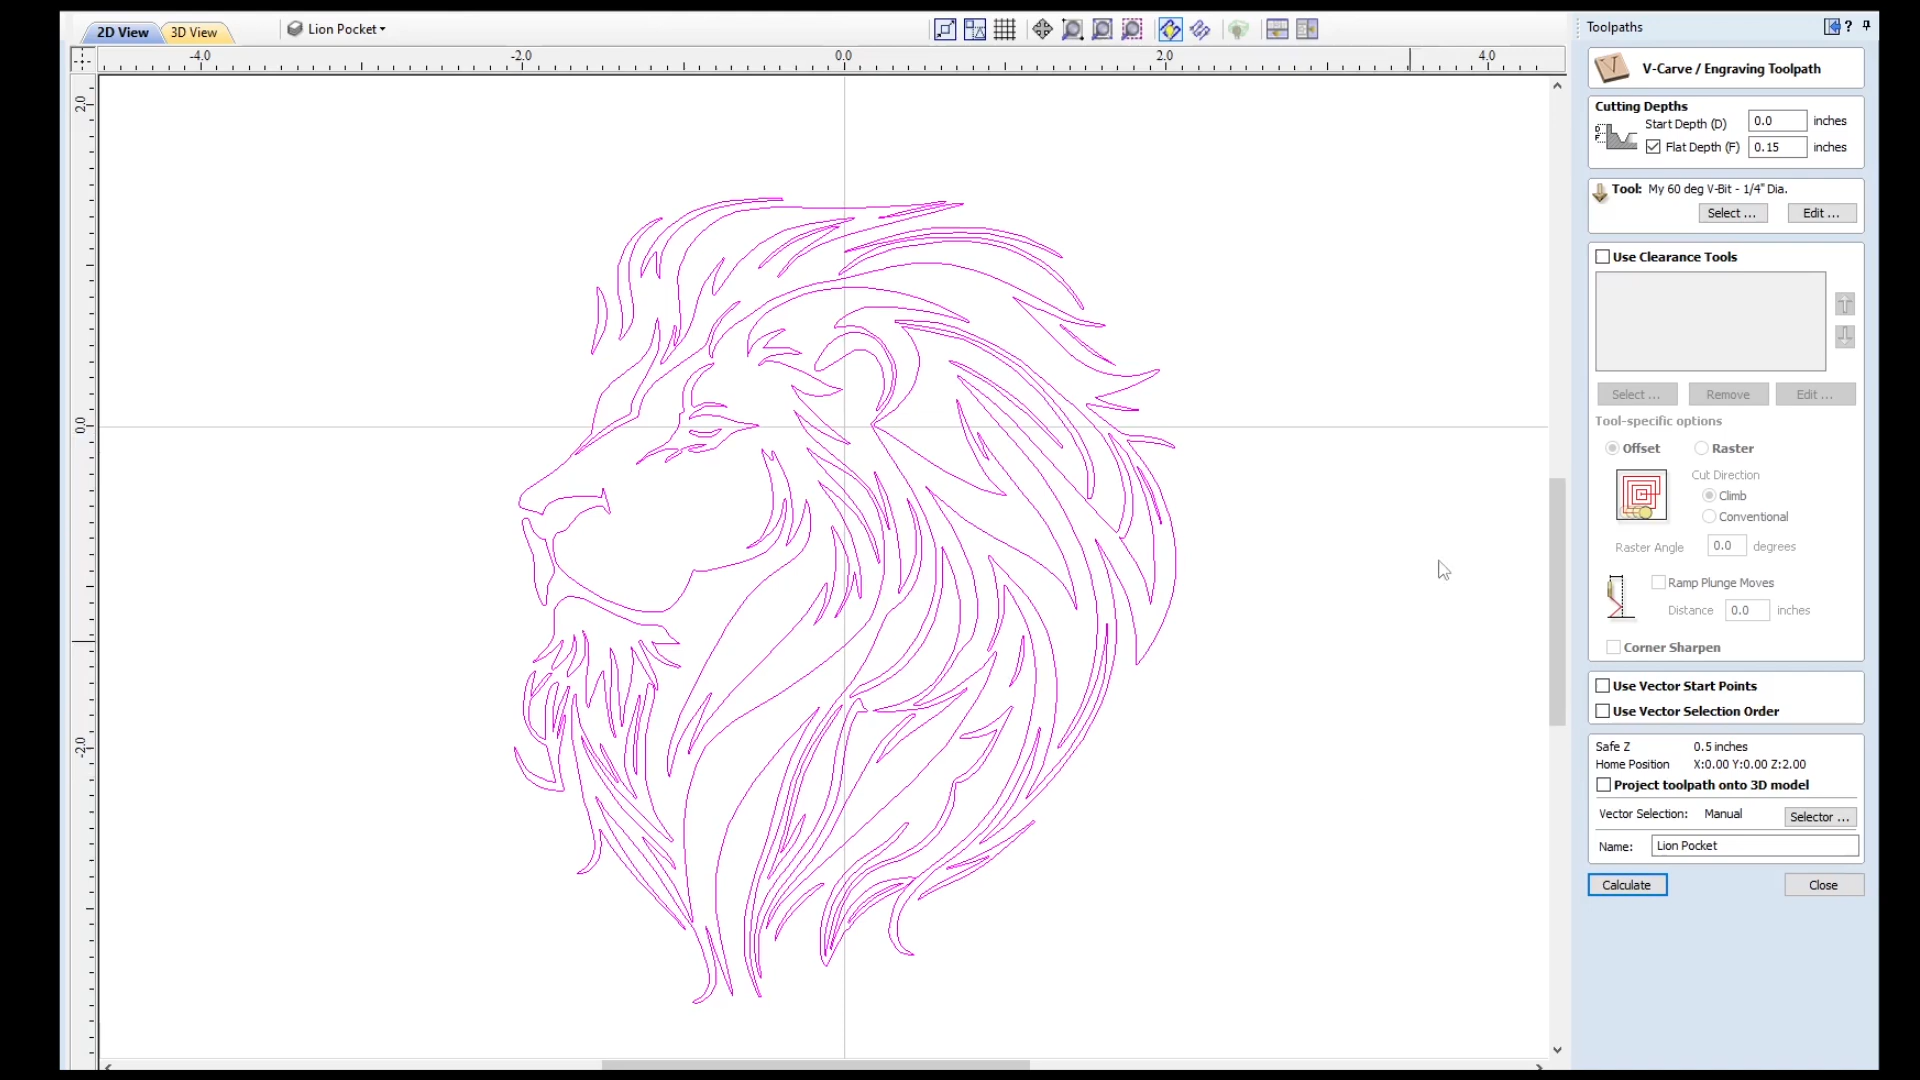 2D View
3D View
Lion Pocket
-4.0
-2.0
0.0
2.0
4.0
2.0
0.0
-2.0
Toolpaths
?
V-Carve / Engraving Toolpath
Cutting Depths
Start Depth (D) 0.0 inches
Flat Depth (F) 0.15 inches
D
F
Tool: My 60 deg V-Bit - 1/4" Dia.
Select ... Edit ...
Use Clearance Tools
Select ... Remove Edit ...
Tool-specific options
Offset Raster
Cut Direction
Climb
Conventional
Raster Angle 0.0 degrees
Ramp Plunge Moves
Distance 0.0 inches
Corner Sharpen
Use Vector Start Points
Use Vector Selection Order
Safe Z 0.5 inches
Home Position X:0.00 Y:0.00 Z:2.00
Project toolpath onto 3D model
Vector Selection: Manual Selector ...
Name: Lion Pocket
Calculate Close